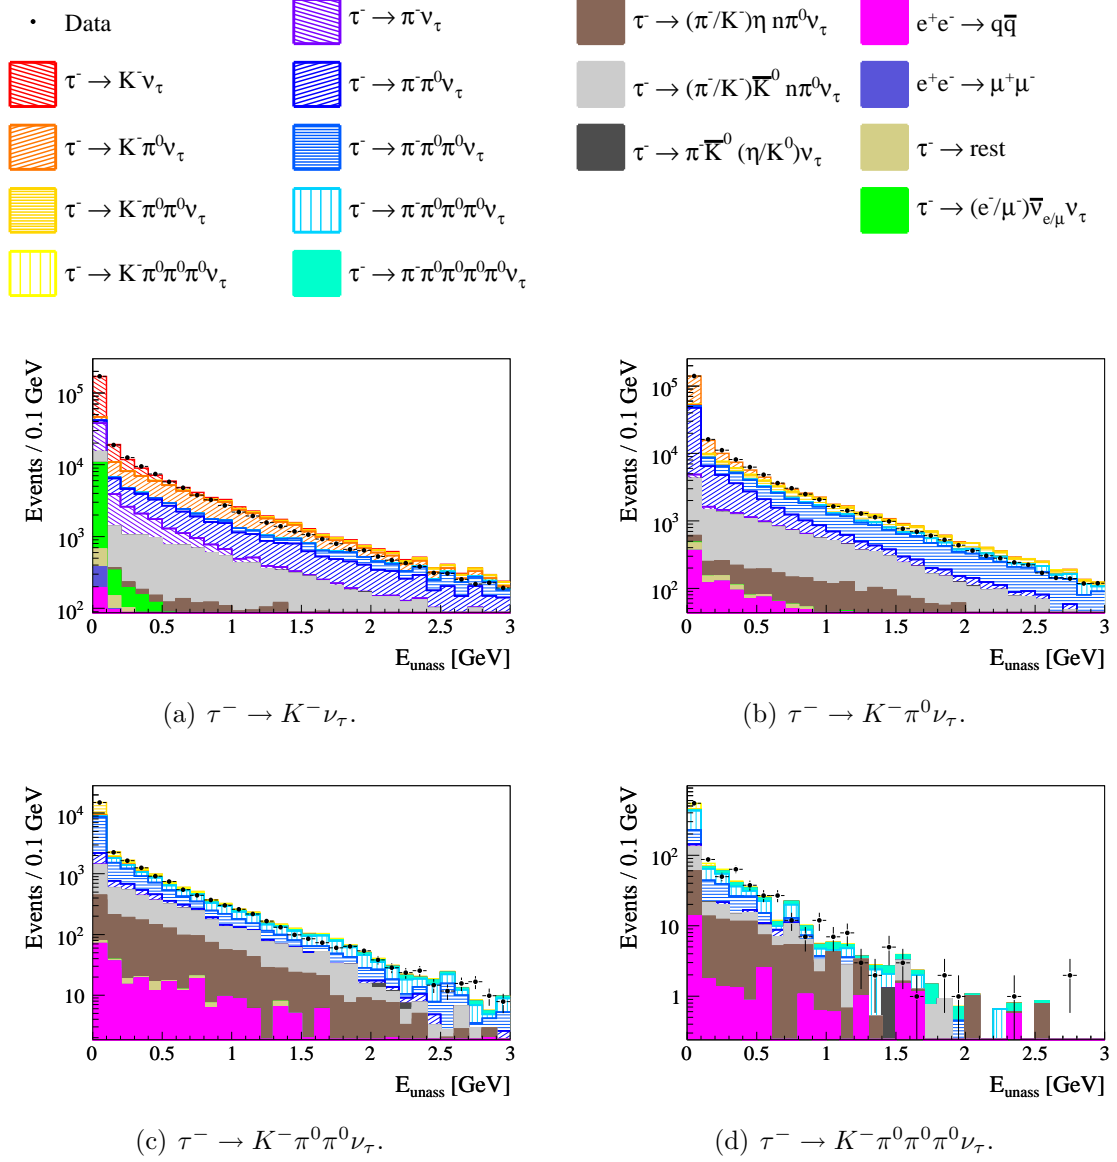 Data
τ⁻ → K⁻ν_τ
τ⁻ → K⁻π⁰ν_τ
τ⁻ → K⁻π⁰π⁰ν_τ
τ⁻ → K⁻π⁰π⁰π⁰ν_τ
τ⁻ → π⁻ν_τ
τ⁻ → π⁻π⁰ν_τ
τ⁻ → π⁻π⁰π⁰ν_τ
τ⁻ → π⁻π⁰π⁰π⁰ν_τ
τ⁻ → π⁻π⁰π⁰π⁰π⁰ν_τ
τ⁻ → (π⁻/K⁻)η nπ⁰ν_τ
τ⁻ → (π⁻/K⁻)K̅⁰ nπ⁰ν_τ
τ⁻ → π⁻K̅⁰ (η/K⁰)ν_τ
e⁺e⁻ → qq̅
e⁺e⁻ → μ⁺μ⁻
τ⁻ → rest
τ⁻ → (e⁻/μ⁻)ν̅_{e/μ}ν_τ
Events / 0.1 GeV
10⁵
10⁴
10³
10²
0 0.5 1 1.5 2 2.5 3
E_unass [GeV]
(a) τ⁻ → K⁻ν_τ.
Events / 0.1 GeV
10⁵
10⁴
10³
10²
0 0.5 1 1.5 2 2.5 3
E_unass [GeV]
(b) τ⁻ → K⁻π⁰ν_τ.
Events / 0.1 GeV
10⁴
10³
10²
10
0 0.5 1 1.5 2 2.5 3
E_unass [GeV]
(c) τ⁻ → K⁻π⁰π⁰ν_τ.
Events / 0.1 GeV
10²
10
1
0 0.5 1 1.5 2 2.5 3
E_unass [GeV]
(d) τ⁻ → K⁻π⁰π⁰π⁰ν_τ.